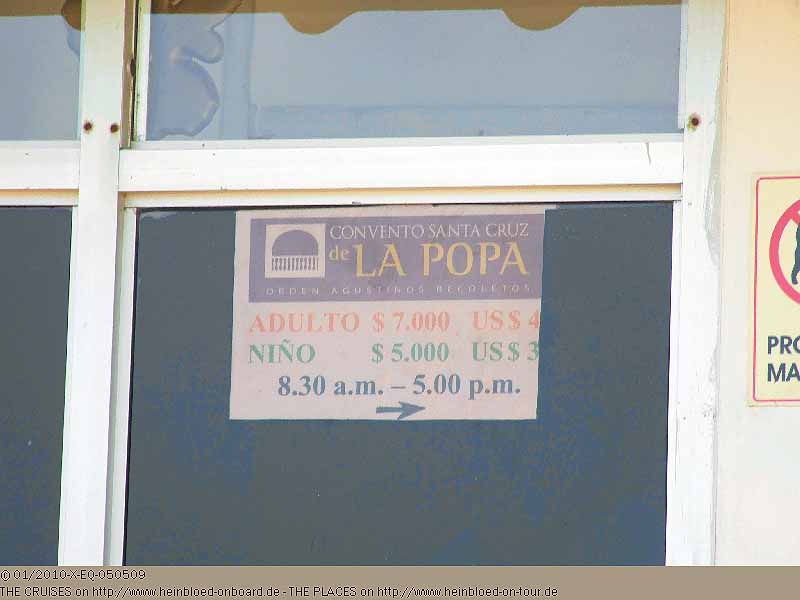 CONVENTO SANTA CRUZ
de LA POPA
ORDEN AGUSTINOS RECOLETOS
ADULTO $ 7.000 US $ 4
NIÑO $ 5.000 US $ 3
8.30 a.m. – 5.00 p.m.
PRO
MA
©01/2010-X-EQ-050509
THE CRUISES on http://www.heinbloed-onboard.de - THE PLACES on http://www.heinbloed-on-tour.de